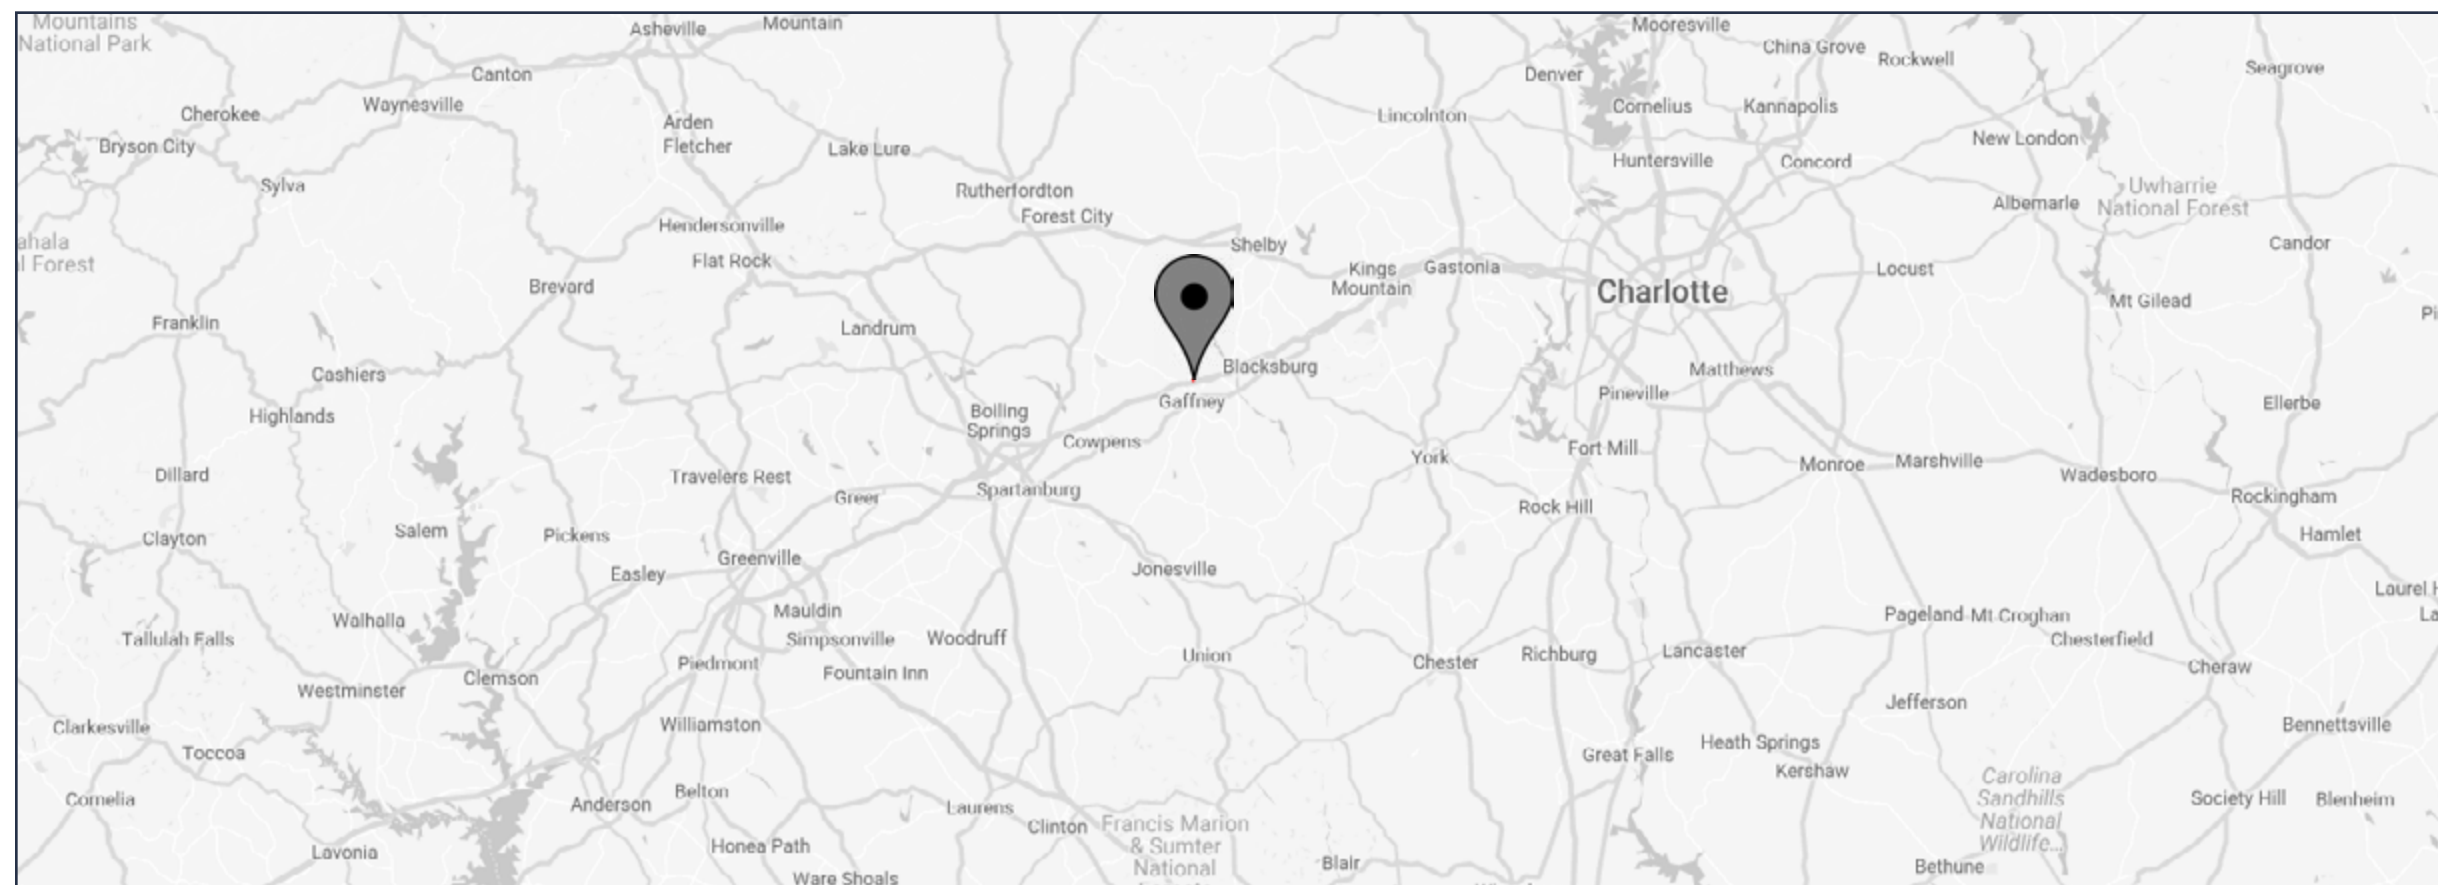 Mountains
National Park
Asheville
Mountain
Mooresville
China Grove
Rockwell
Seagrove
Canton
Denver
Waynesville
Cherokee
Cornelius
Kannapolis
Lincolnton
Arden
Fletcher
New London
Bryson City
Lake Lure
Huntersville
Concord
Sylva
Rutherfordton
Uwharrie
National Forest
Forest City
Albemarle
Hendersonville
ahala
l Forest
Shelby
Candor
Flat Rock
Kings
Mountain
Gastonia
Locust
Brevard
Charlotte
Mt Gilead
Pi
Franklin
Landrum
Blacksburg
Matthews
Cashiers
Pineville
Gaffney
Ellerbe
Highlands
Boiling
Springs
Cowpens
Fort Mill
York
Monroe
Marshville
Dillard
Travelers Rest
Wadesboro
Greer
Spartanburg
Rockingham
Rock Hill
Salem
Pickens
Hamlet
Clayton
Greenville
Easley
Jonesville
Laurel H
La
Mauldin
Pageland
Mt Croghan
Walhalla
Tallulah Falls
Simpsonville
Woodruff
Chesterfield
Union
Richburg
Lancaster
Piedmont
Chester
Cheraw
Fountain Inn
Clemson
Westminster
Jefferson
Clarkesville
Williamston
Bennettsville
Heath Springs
Toccoa
Great Falls
Kershaw
Carolina
Sandhills
National
Wildlife...
Belton
Cornelia
Anderson
Laurens
Society Hill
Blenheim
Clinton
Francis Marion
& Sumter
National
Honea Path
Lavonia
Blair
Bethune
Ware Shoals